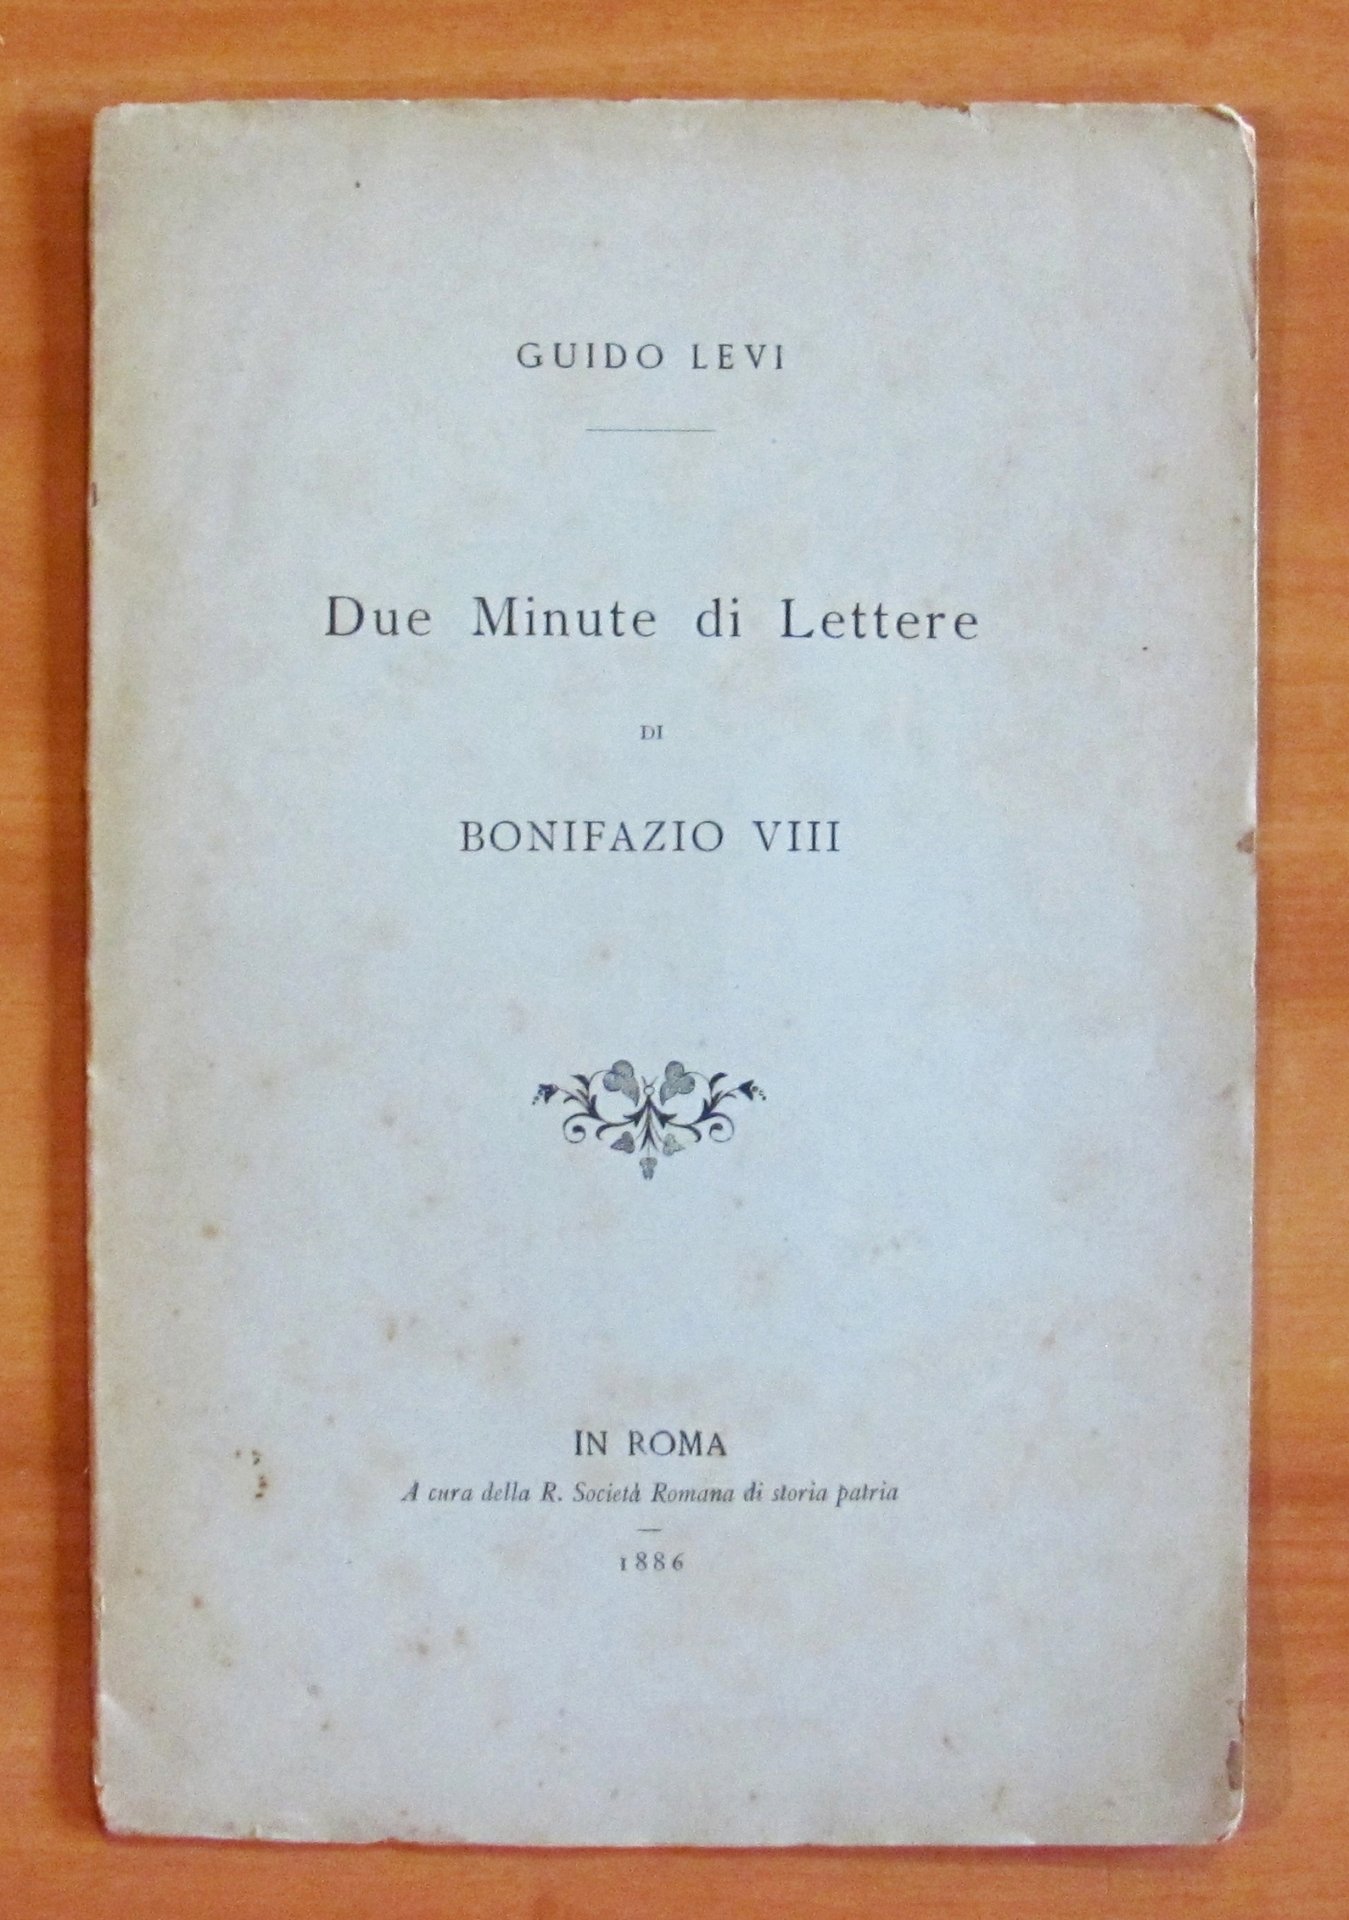 GUIDO LEVI
Due Minute di Lettere
DI
BONIFAZIO VIII
IN ROMA
A cura della R. Società Romana di storia patria
1886